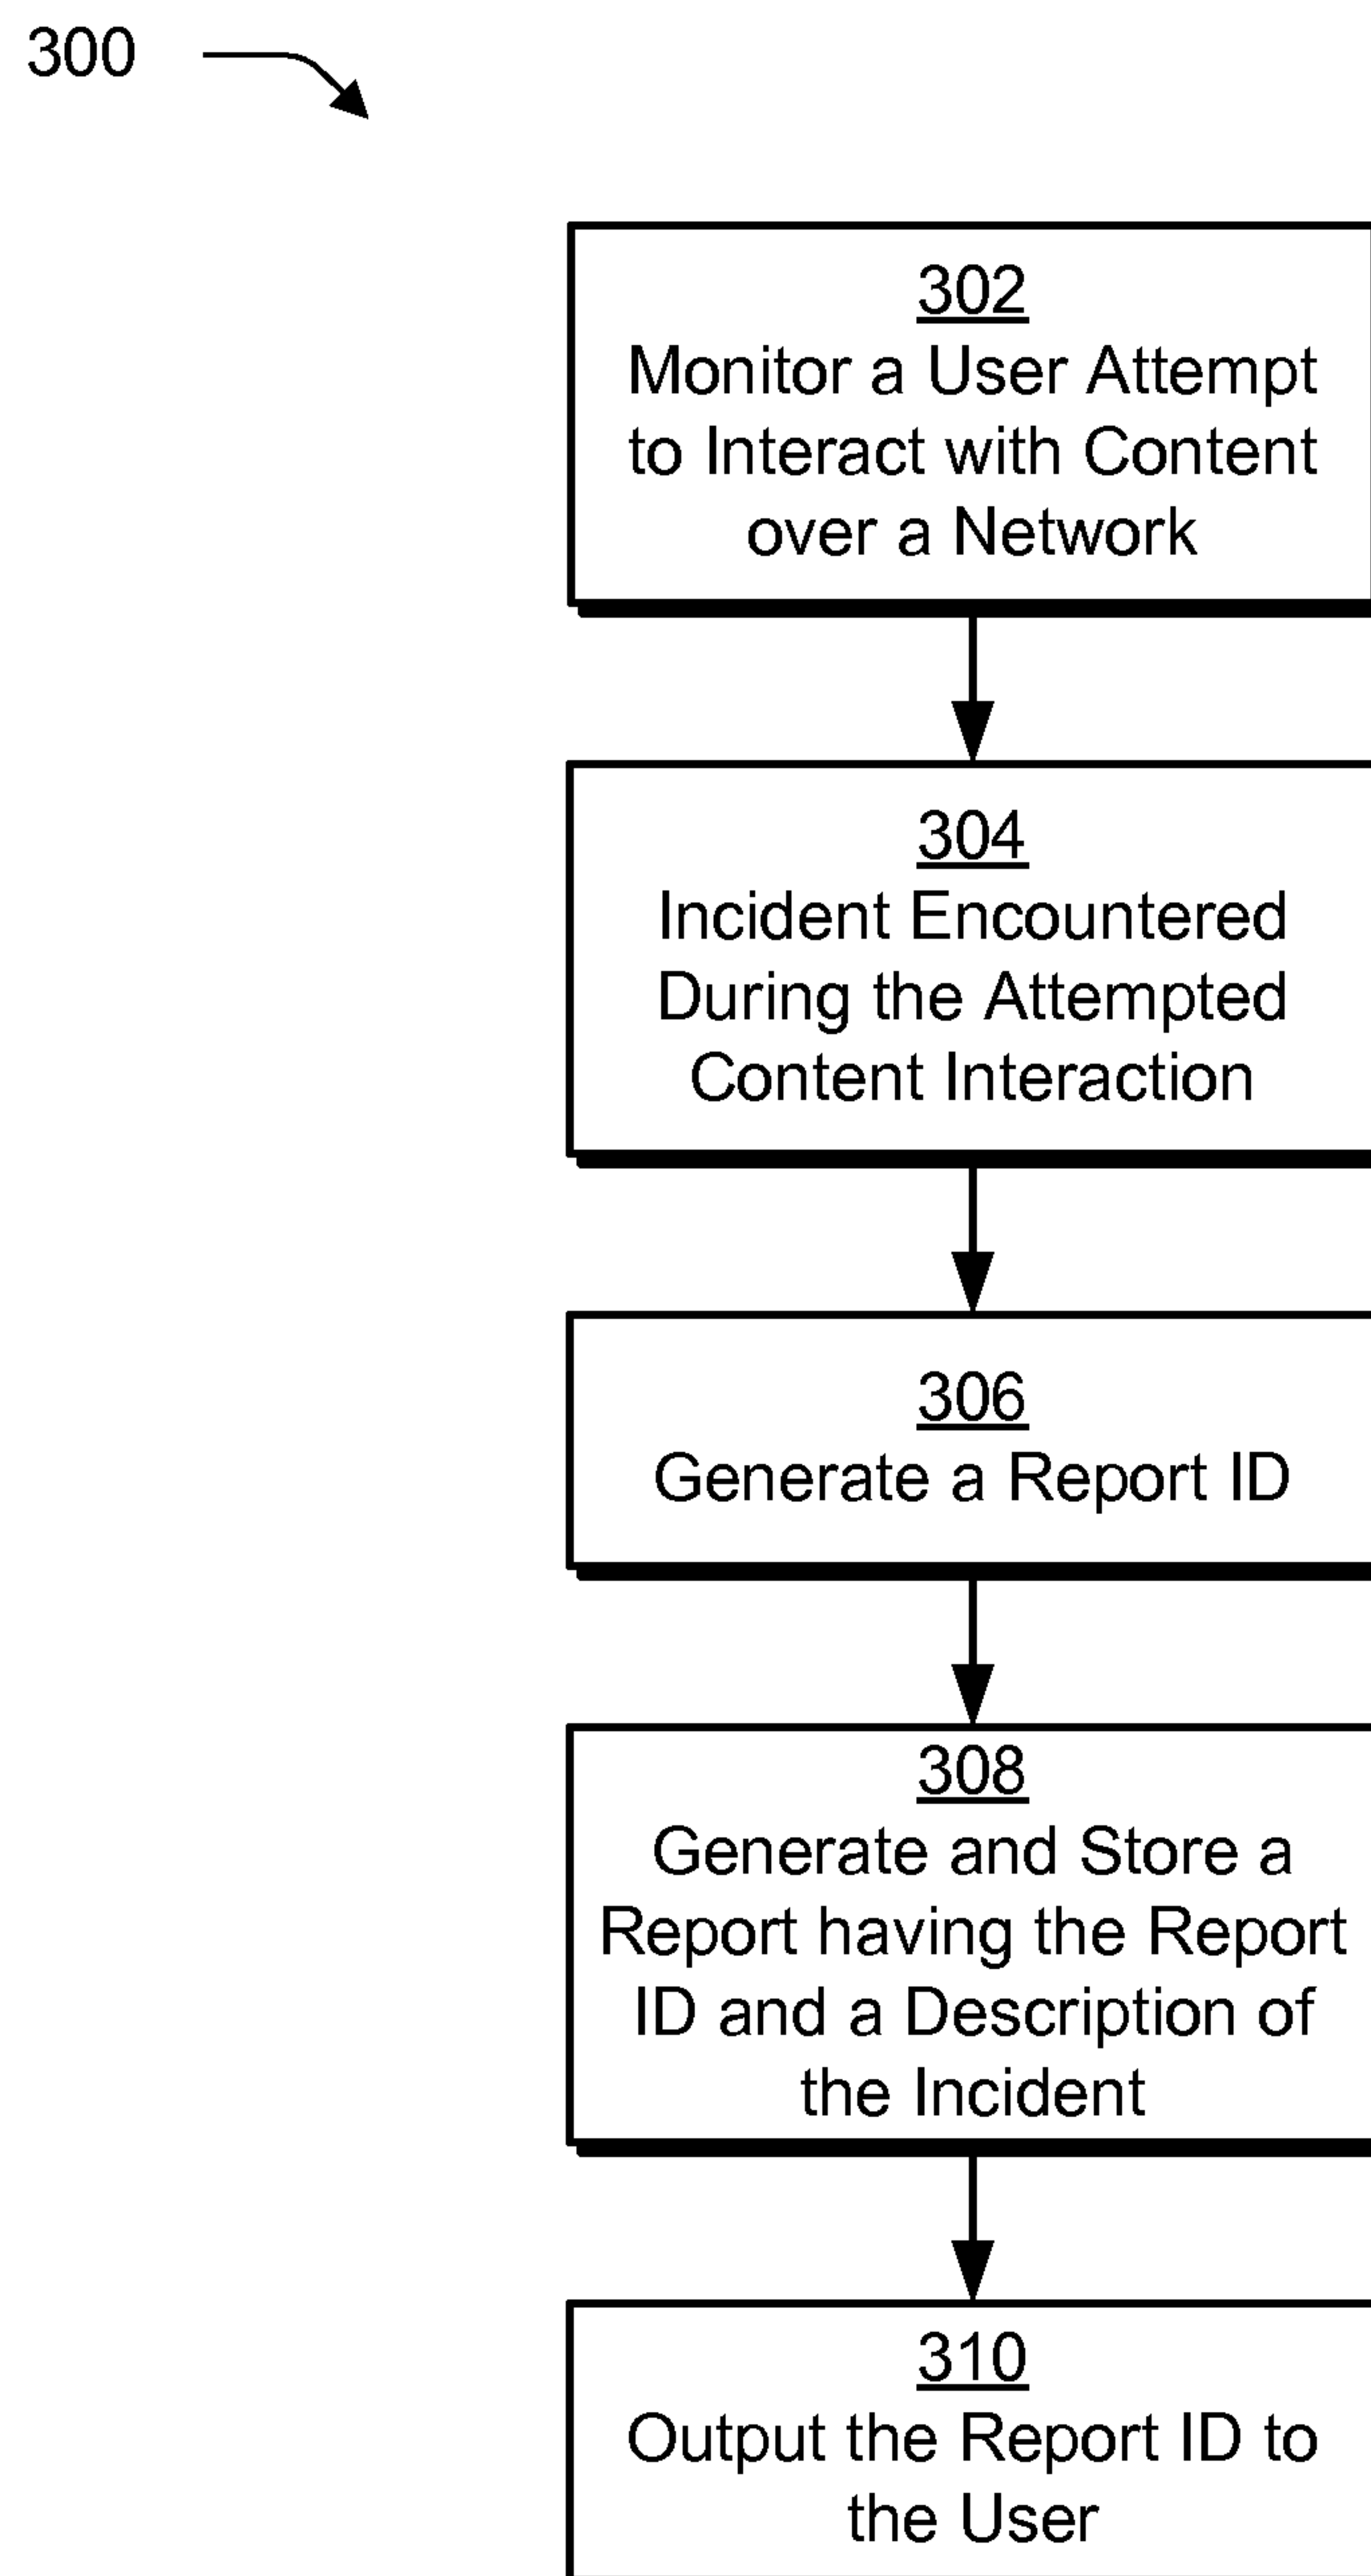 300
302
Monitor a User Attempt
to Interact with Content
over a Network
304
Incident Encountered
During the Attempted
Content Interaction
306
Generate a Report ID
308
Generate and Store a
Report having the Report
ID and a Description of
the Incident
310
Output the Report ID to
the User